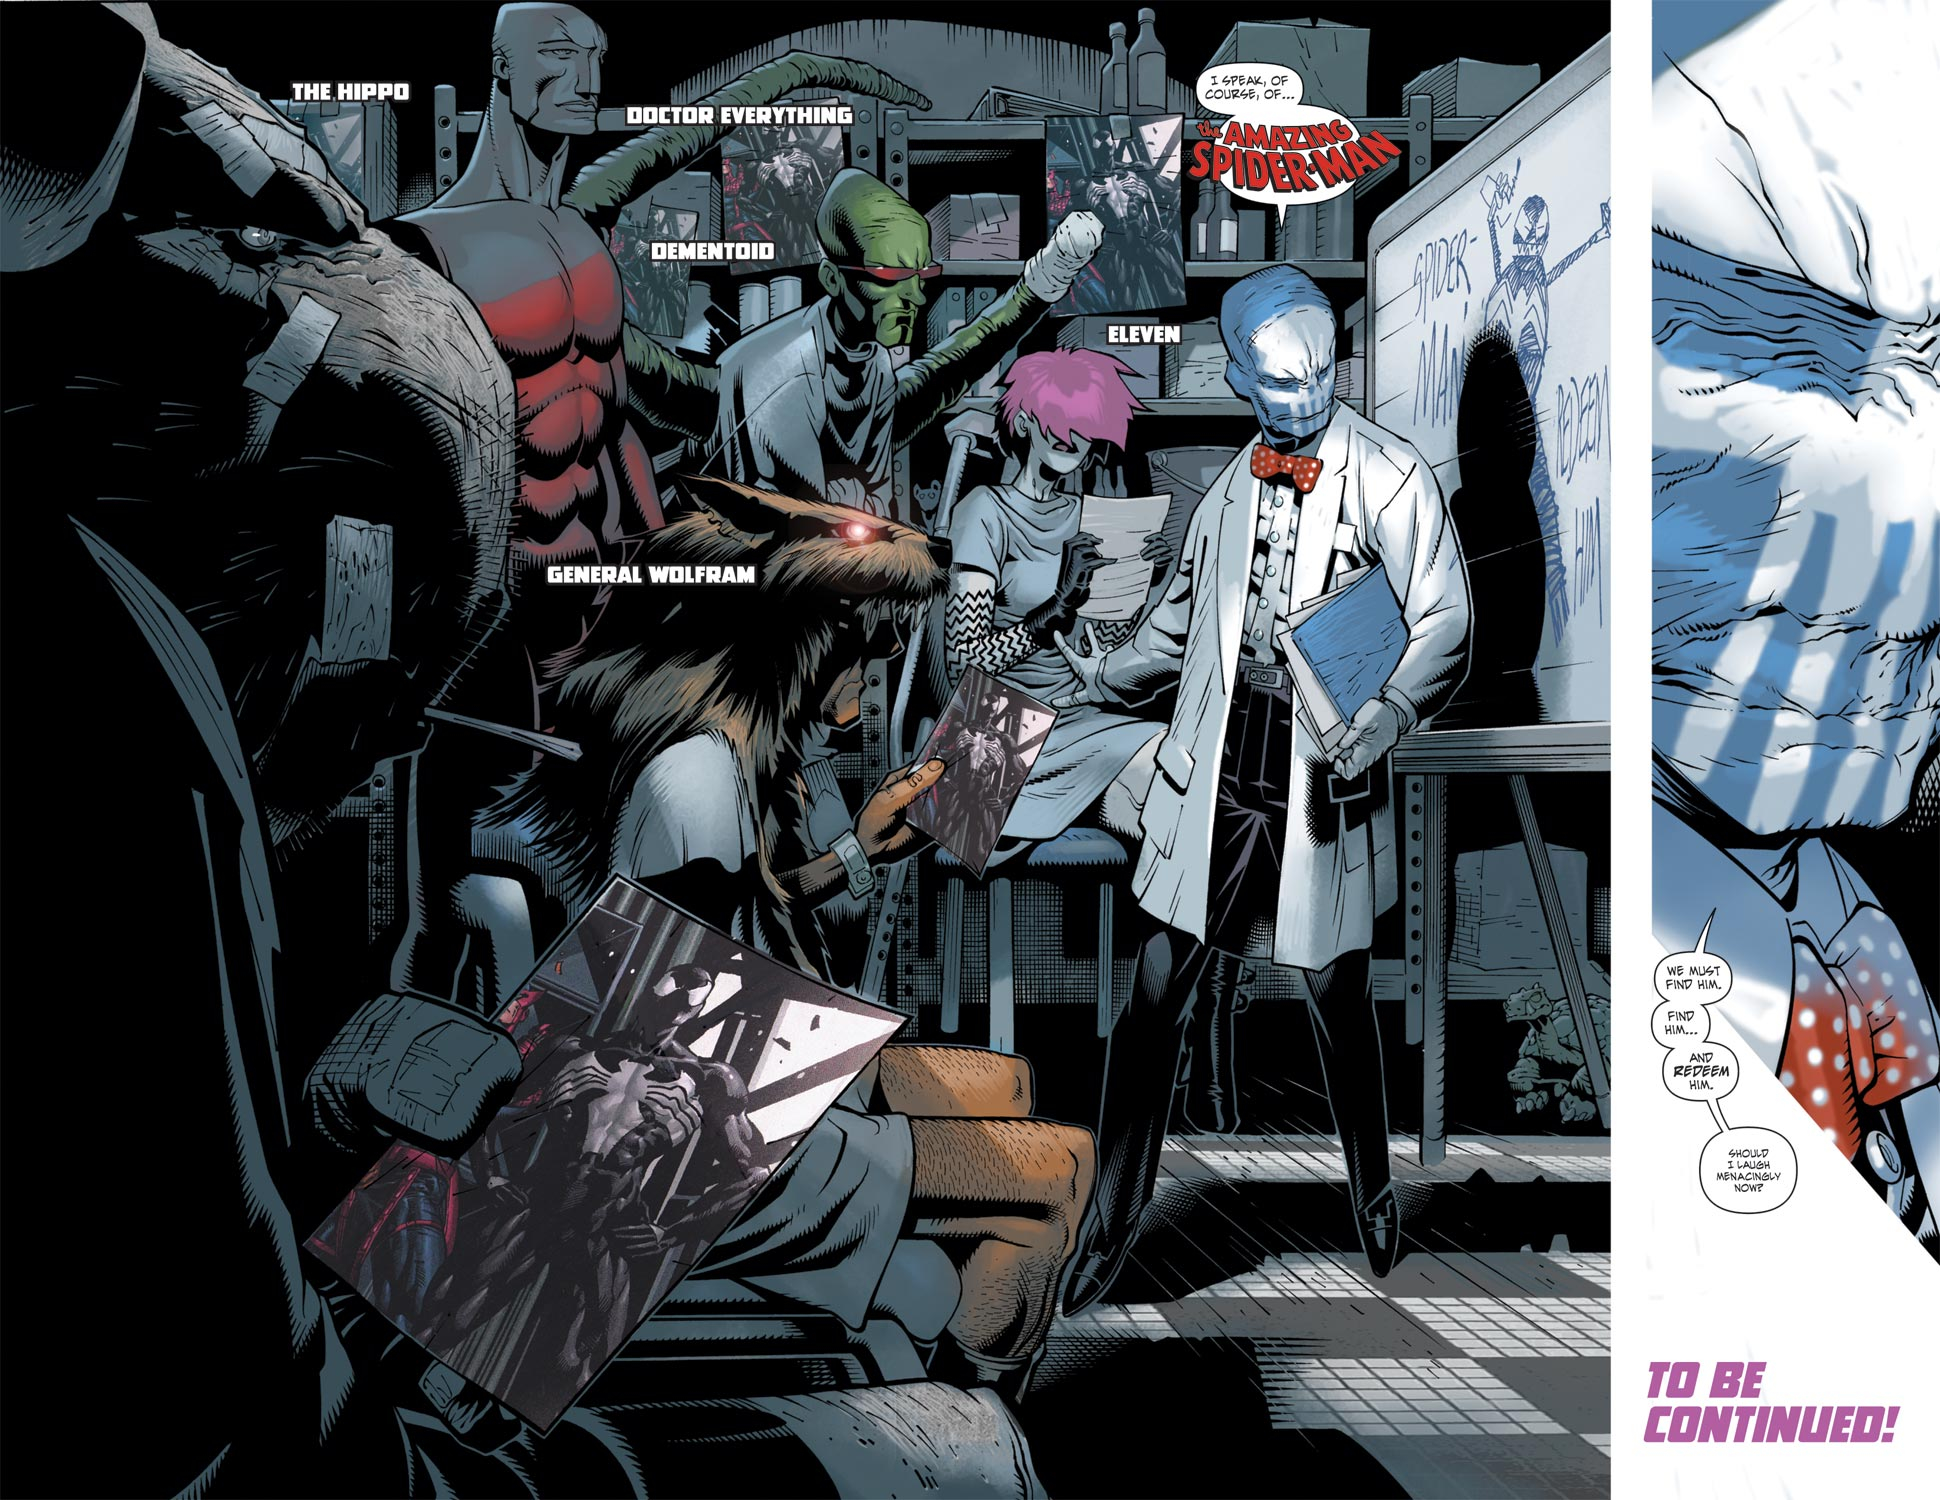 THE HIPPO
DOCTOR EVERYTHING
DEMENTOID
ELEVEN
GENERAL WOLFRAM
I SPEAK, OF
COURSE, OF...
the AMAZING
SPIDER-MAN
SPIDER-
MAN!
REDEEM
HIM
WE MUST
FIND HIM.
FIND
HIM...
AND
REDEEM
HIM.
SHOULD
I LAUGH
MENACINGLY
NOW?
TO BE
CONTINUED!